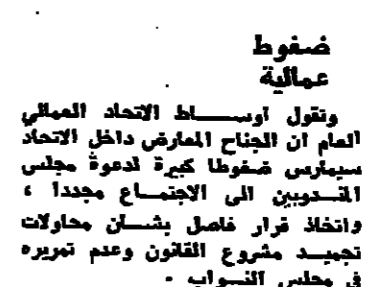 ضغوط
عمالية
وتقول اوساط الاتحاد العمالي
العام ان الجناح المعارض داخل الاتحاد
سيمارس ضغوطا كبيرة لدعوة مجلس
المندوبين الى الاجتماع مجددا ،
واتخاذ قرار فاصل بشان محاولات
تجميد مشروع القانون وعدم تمريره
في مجلس النواب .